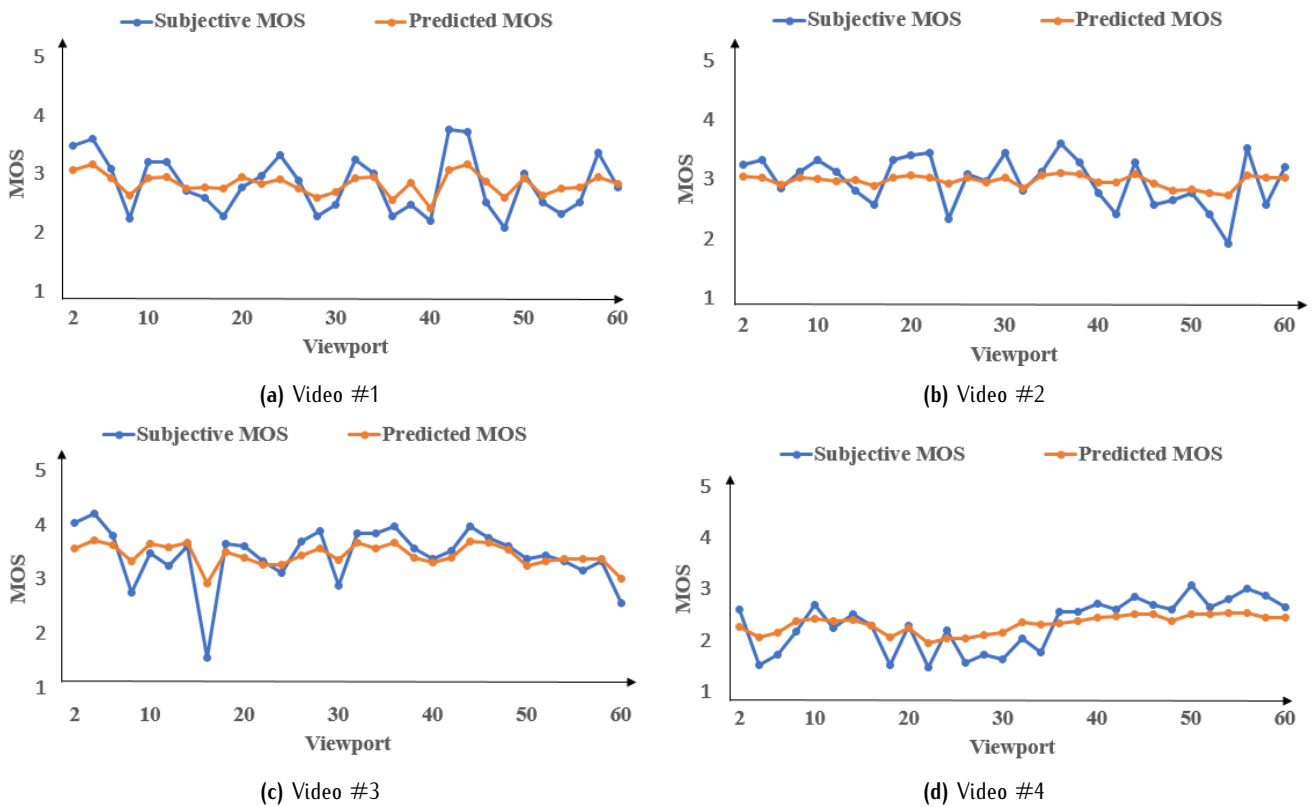 Subjective MOS Predicted MOS
5
4
3
2
1
MOS
2 10 20 30 40 50 60
Viewport
(a) Video #1
Subjective MOS Predicted MOS
5
4
3
2
1
MOS
2 10 20 30 40 50 60
Viewport
(b) Video #2
Subjective MOS Predicted MOS
5
4
3
2
1
MOS
2 10 20 30 40 50 60
Viewport
(c) Video #3
Subjective MOS Predicted MOS
5
4
3
2
1
MOS
2 10 20 30 40 50 60
Viewport
(d) Video #4